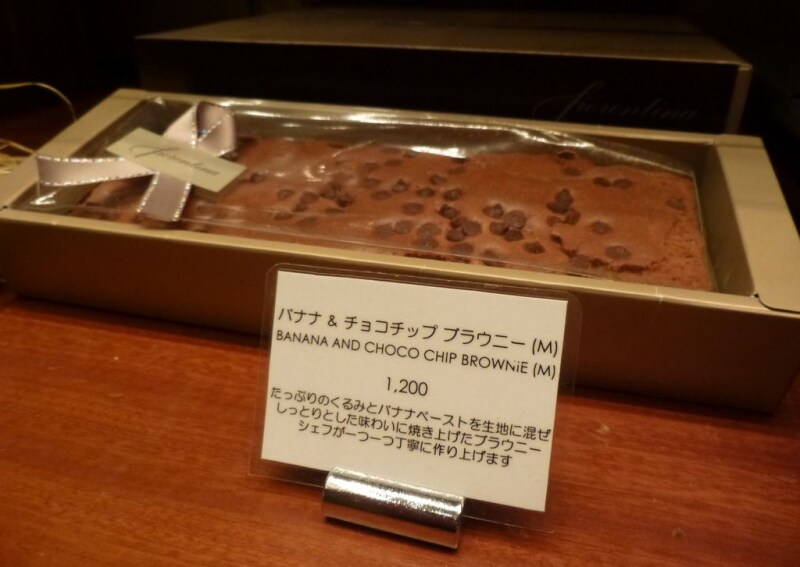 fiorentina
fiorentina
バナナ & チョコチップ ブラウニー (M)
BANANA AND CHOCO CHIP BROWNiE (M)
1,200
たっぷりのくるみとバナナペーストを生地に混ぜ
しっとりとした味わいに焼き上げたブラウニー
シェフが一つ一つ丁寧に作り上げます